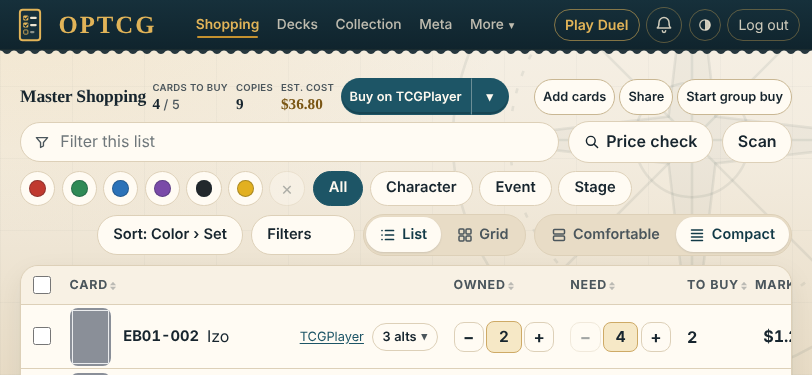 OPTCG Shopping Decks Collection Meta More ▾ Play Duel Log out
Master Shopping CARDS TO BUY 4 / 5 COPIES 9 EST. COST $36.80 Buy on TCGPlayer ▾ Add cards Share Start group buy
Filter this list Price check Scan
× All Character Event Stage
Sort: Color › Set Filters List Grid Comfortable Compact
CARD OWNED NEED TO BUY MARK
EB01-002 Izo TCGPlayer 3 alts ▾ − 2 + − 4 + 2 $1.